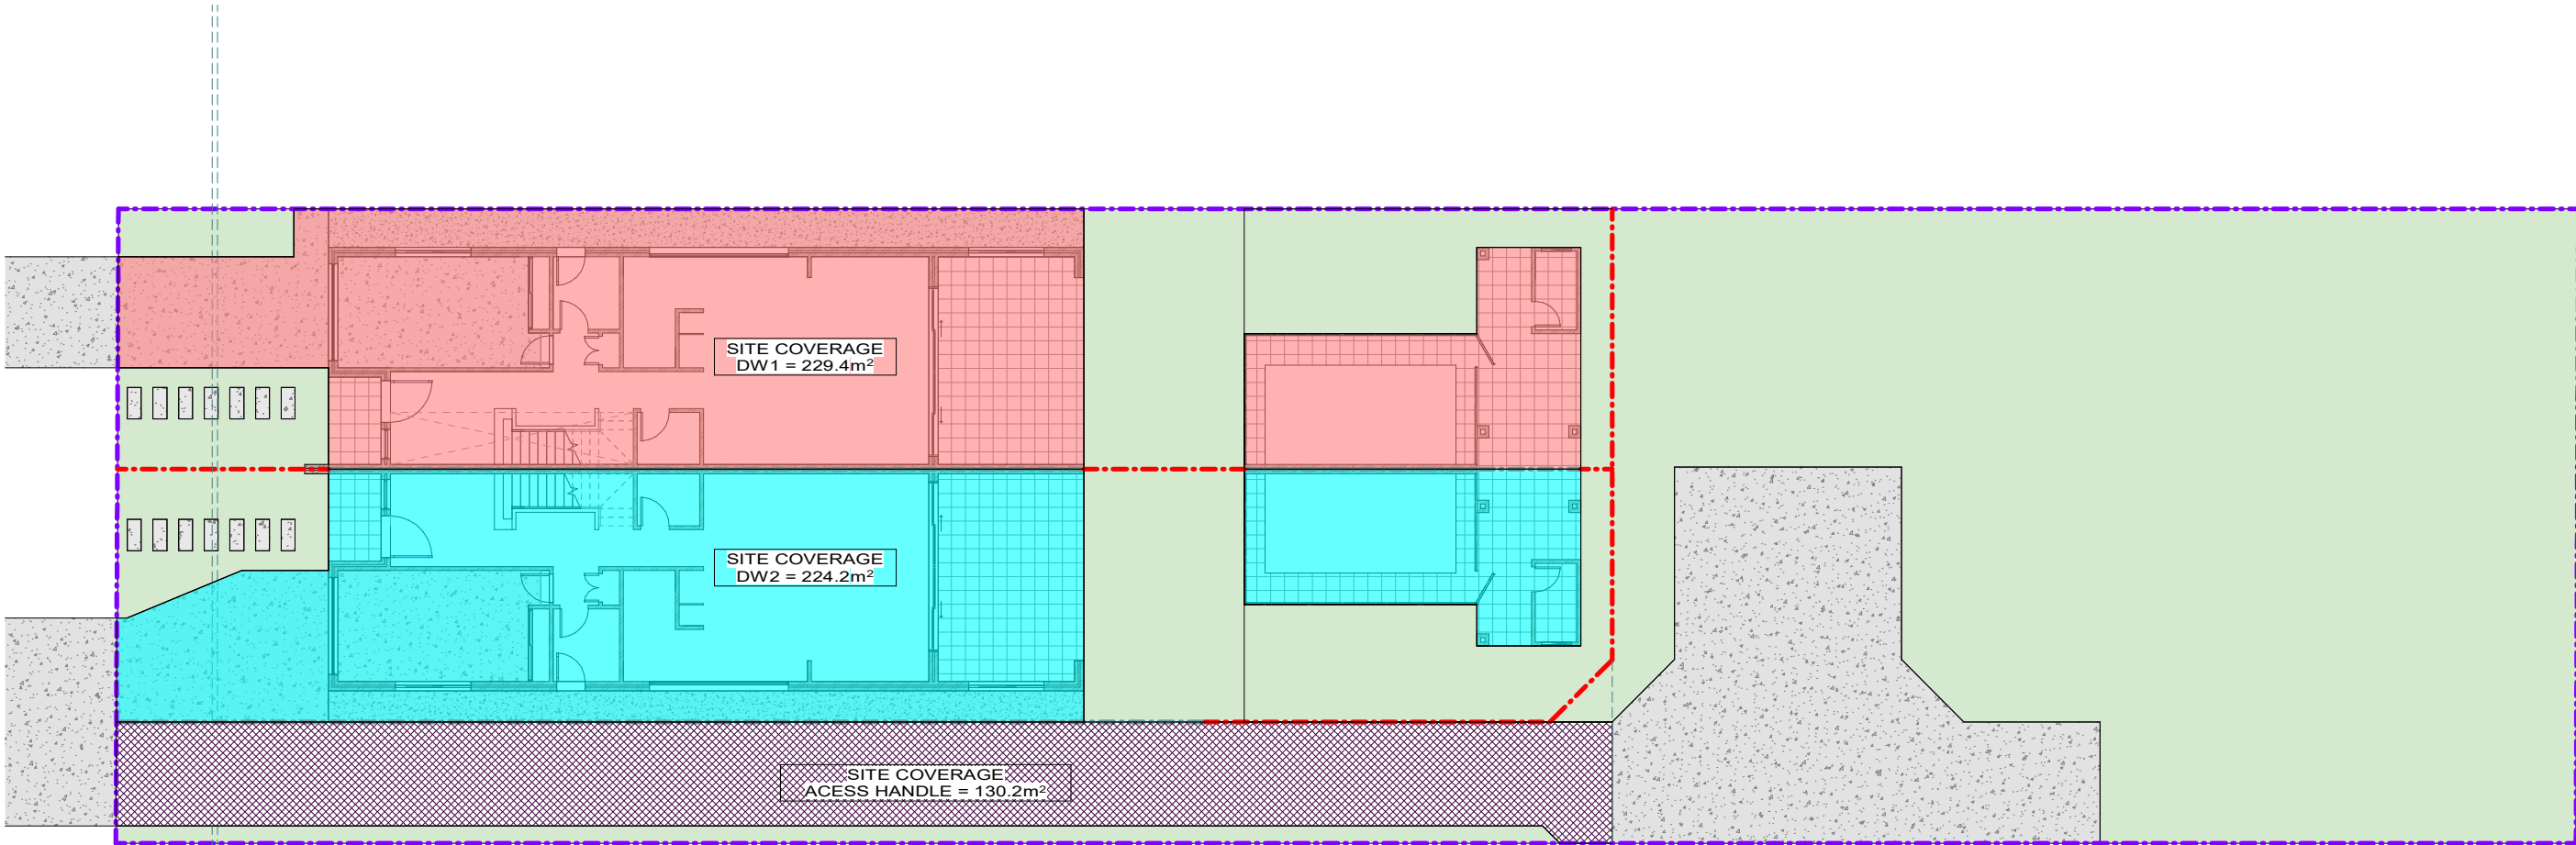 SITE COVERAGE
DW1 = 229.4m²
SITE COVERAGE
DW2 = 224.2m²
SITE COVERAGE
ACESS HANDLE = 130.2m²